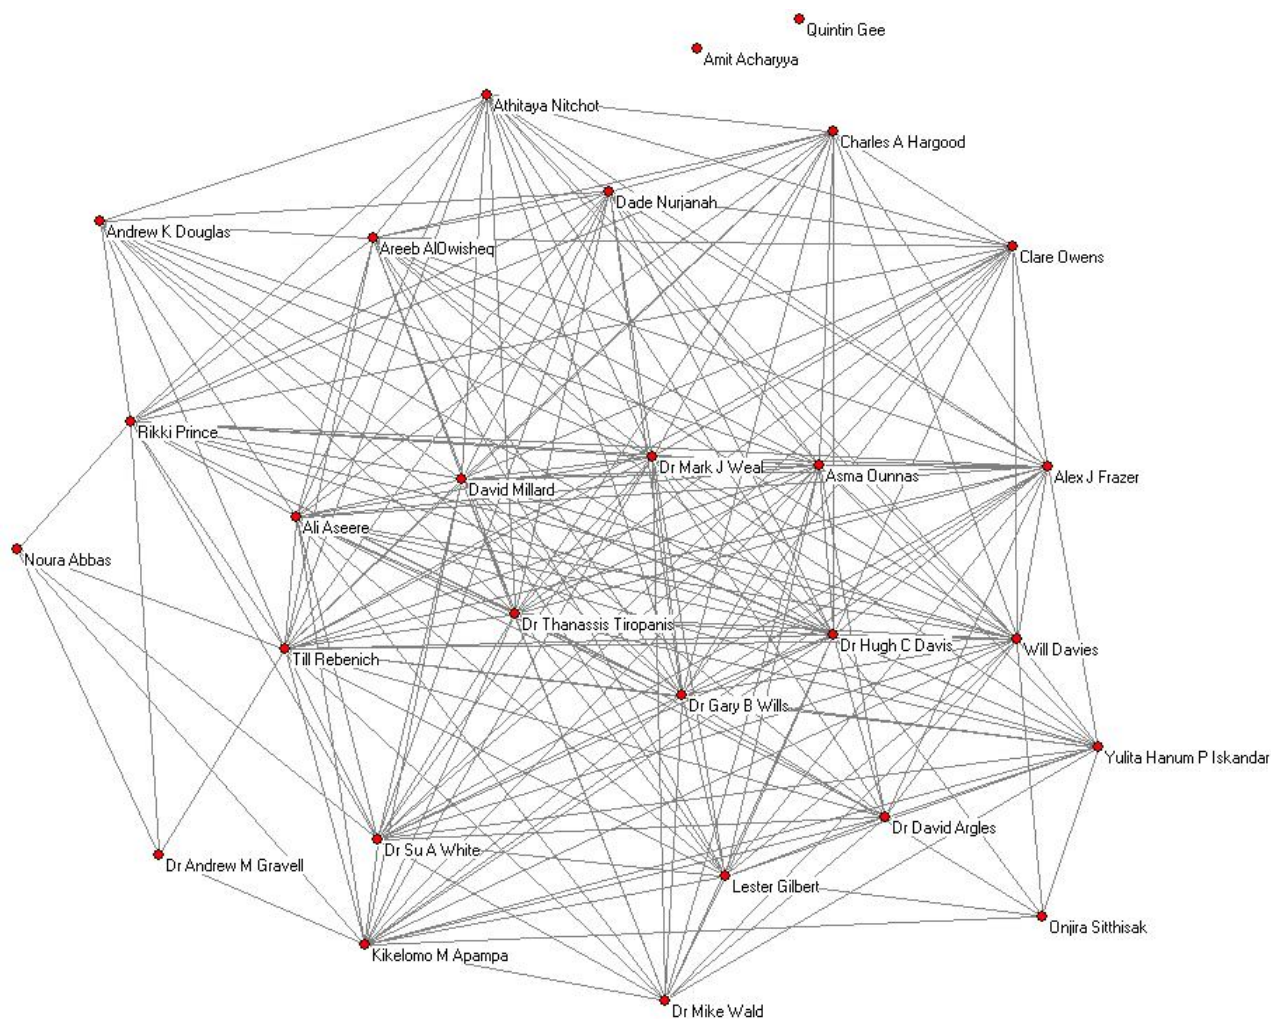 Quintin Gee
Amit Acharyya
Athitaya Nitchot
Charles A Hargood
Dade Nurjanah
Andrew K Douglas
Areeb AlOwisheq
Clare Owens
Rikki Prince
Dr Mark J Weal
Asma Ounnas
Alex J Frazer
David Millard
Ali Aseere
Noura Abbas
Dr Thanassis Tiropanis
Dr Hugh C Davis
Will Davies
Till Rebenich
Dr Gary B Wills
Yulita Hanum P Iskandar
Dr David Argles
Dr Su A White
Dr Andrew M Gravell
Lester Gilbert
Onjira Sitthisak
Kikelomo M Apampa
Dr Mike Wald